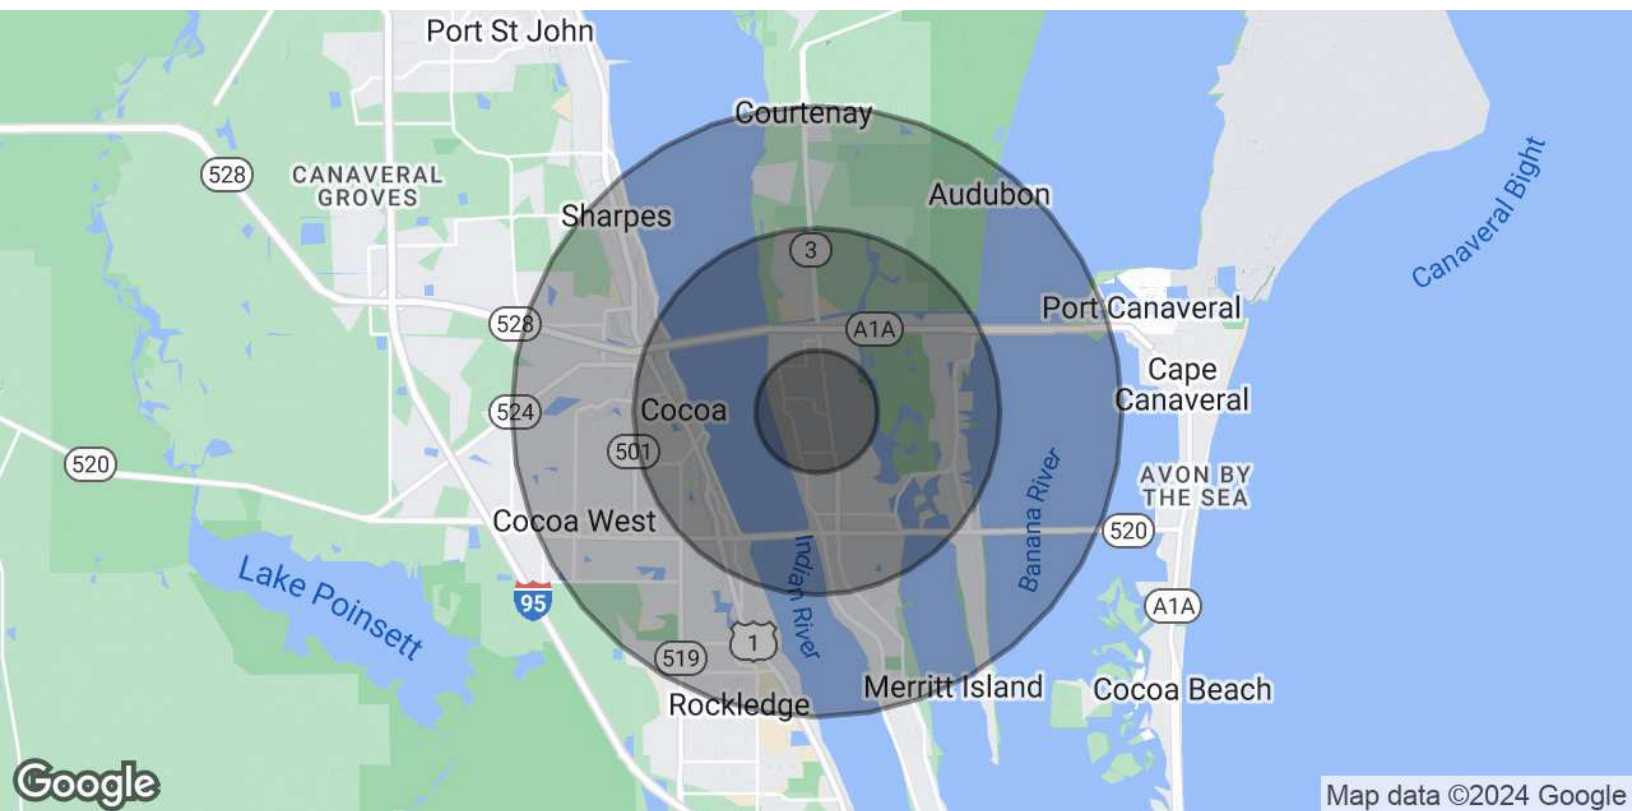 Port St John
Courtenay
528
CANAVERAL
GROVES
Canaveral Bight
Audubon
Sharpes
3
Port Canaveral
528
A1A
Cape
Canaveral
524
Cocoa
501
520
AVON BY
THE SEA
Banana River
Cocoa West
520
Indian River
Lake Poinsett
95
A1A
1
519
Merritt Island
Cocoa Beach
Rockledge
Google
Map data ©2024 Google